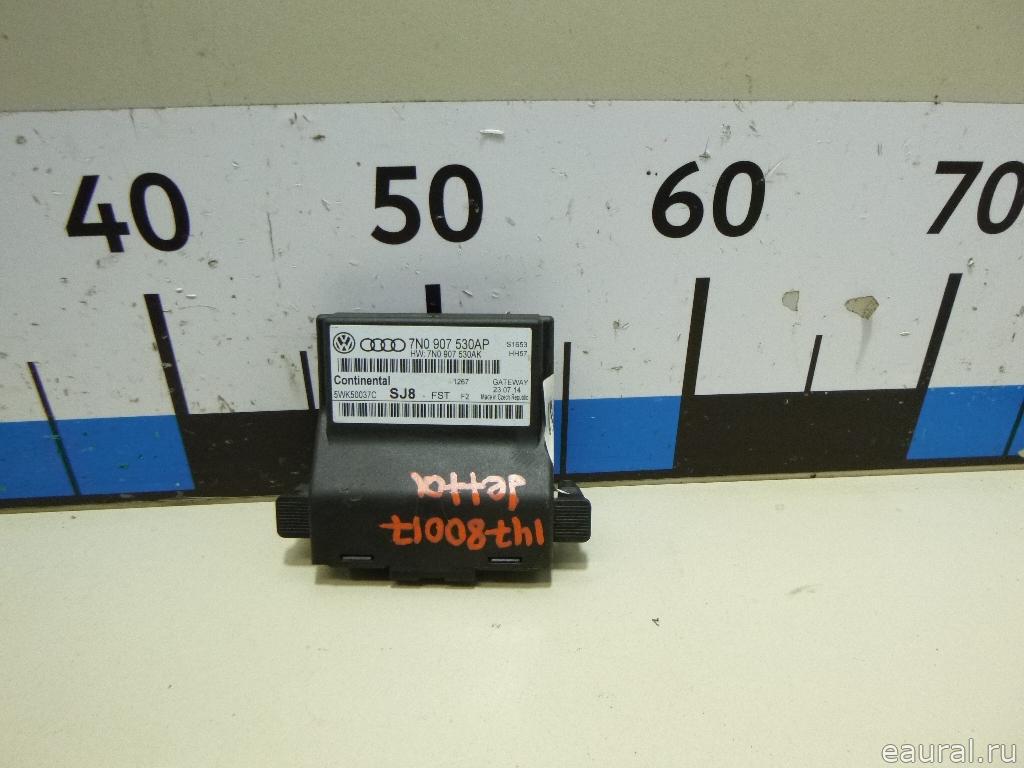 40 50 60 70
7N0 907 530AP S1653
HW: 7N0 907 530AK HH57
Continental 1267 GATEWAY
23.07.14
5WK50037C SJ8 - FST F2 Made in Czech Republic
Jetta
147-80017
eaural.ru